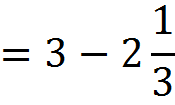 = 3 − 2 1/3